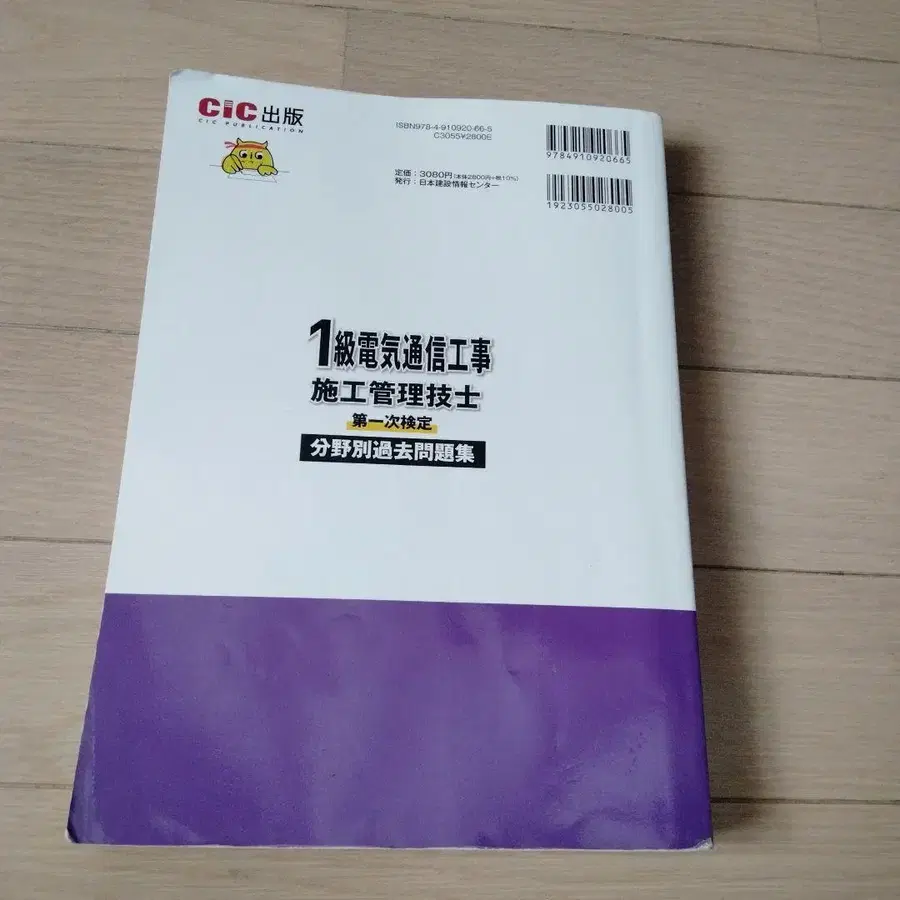 CIC出版
CIC PUBLICATION
ISBN978-4-910920-66-5
C3055¥2800E
定価：3080円（本体2800円+税10%）
発行：日本建設情報センター
9784910920665
1923055028005
1級電気通信工事
施工管理技士
第一次検定
分野別過去問題集